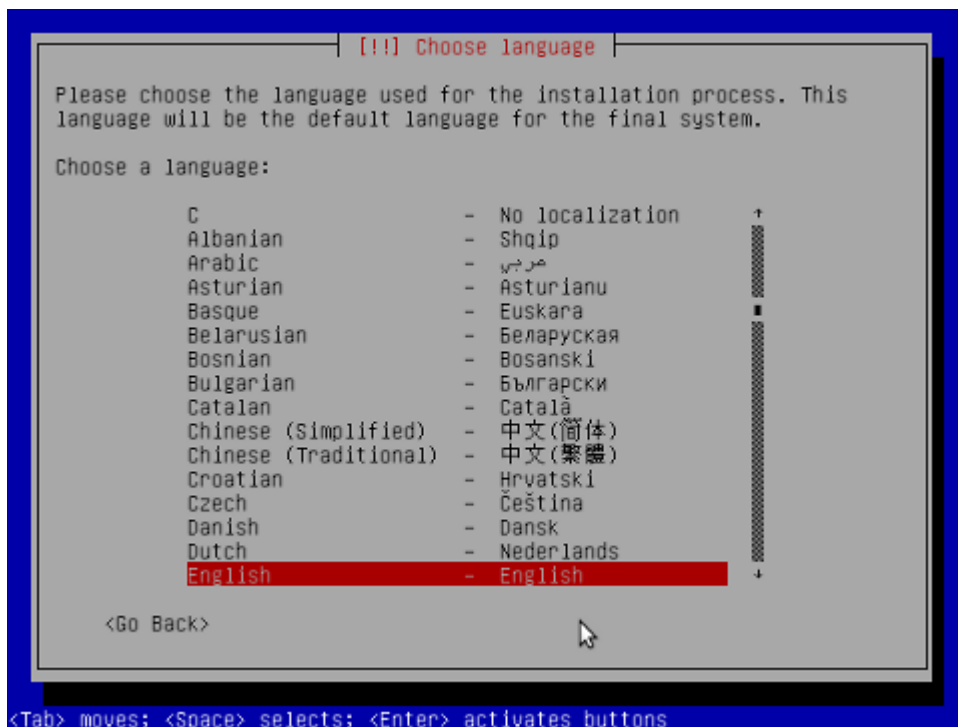 [!!] Choose language
Please choose the language used for the installation process. This
language will be the default language for the final system.
Choose a language:
C - No localization
Albanian - Shqip
Arabic - عربي
Asturian - Asturianu
Basque - Euskara
Belarusian - Беларуская
Bosnian - Bosanski
Bulgarian - Български
Catalan - Català
Chinese (Simplified) - 中文(简体)
Chinese (Traditional) - 中文(繁體)
Croatian - Hrvatski
Czech - Čeština
Danish - Dansk
Dutch - Nederlands
English - English
<Go Back>
<Tab> moves; <Space> selects; <Enter> activates buttons